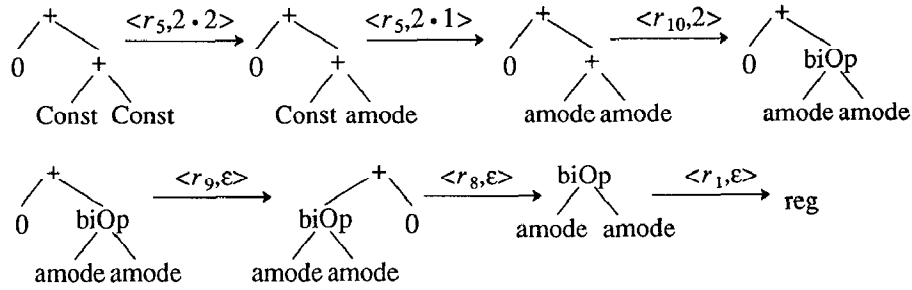 + <r5,2 • 2> + <r5,2 • 1> + <r10,2> +
0 + 0 + 0 + 0 biOp
Const Const Const amode amode amode amode amode
+ <r9,ε> + <r8,ε> biOp <r1,ε> reg
0 biOp biOp 0 amode amode
amode amode amode amode